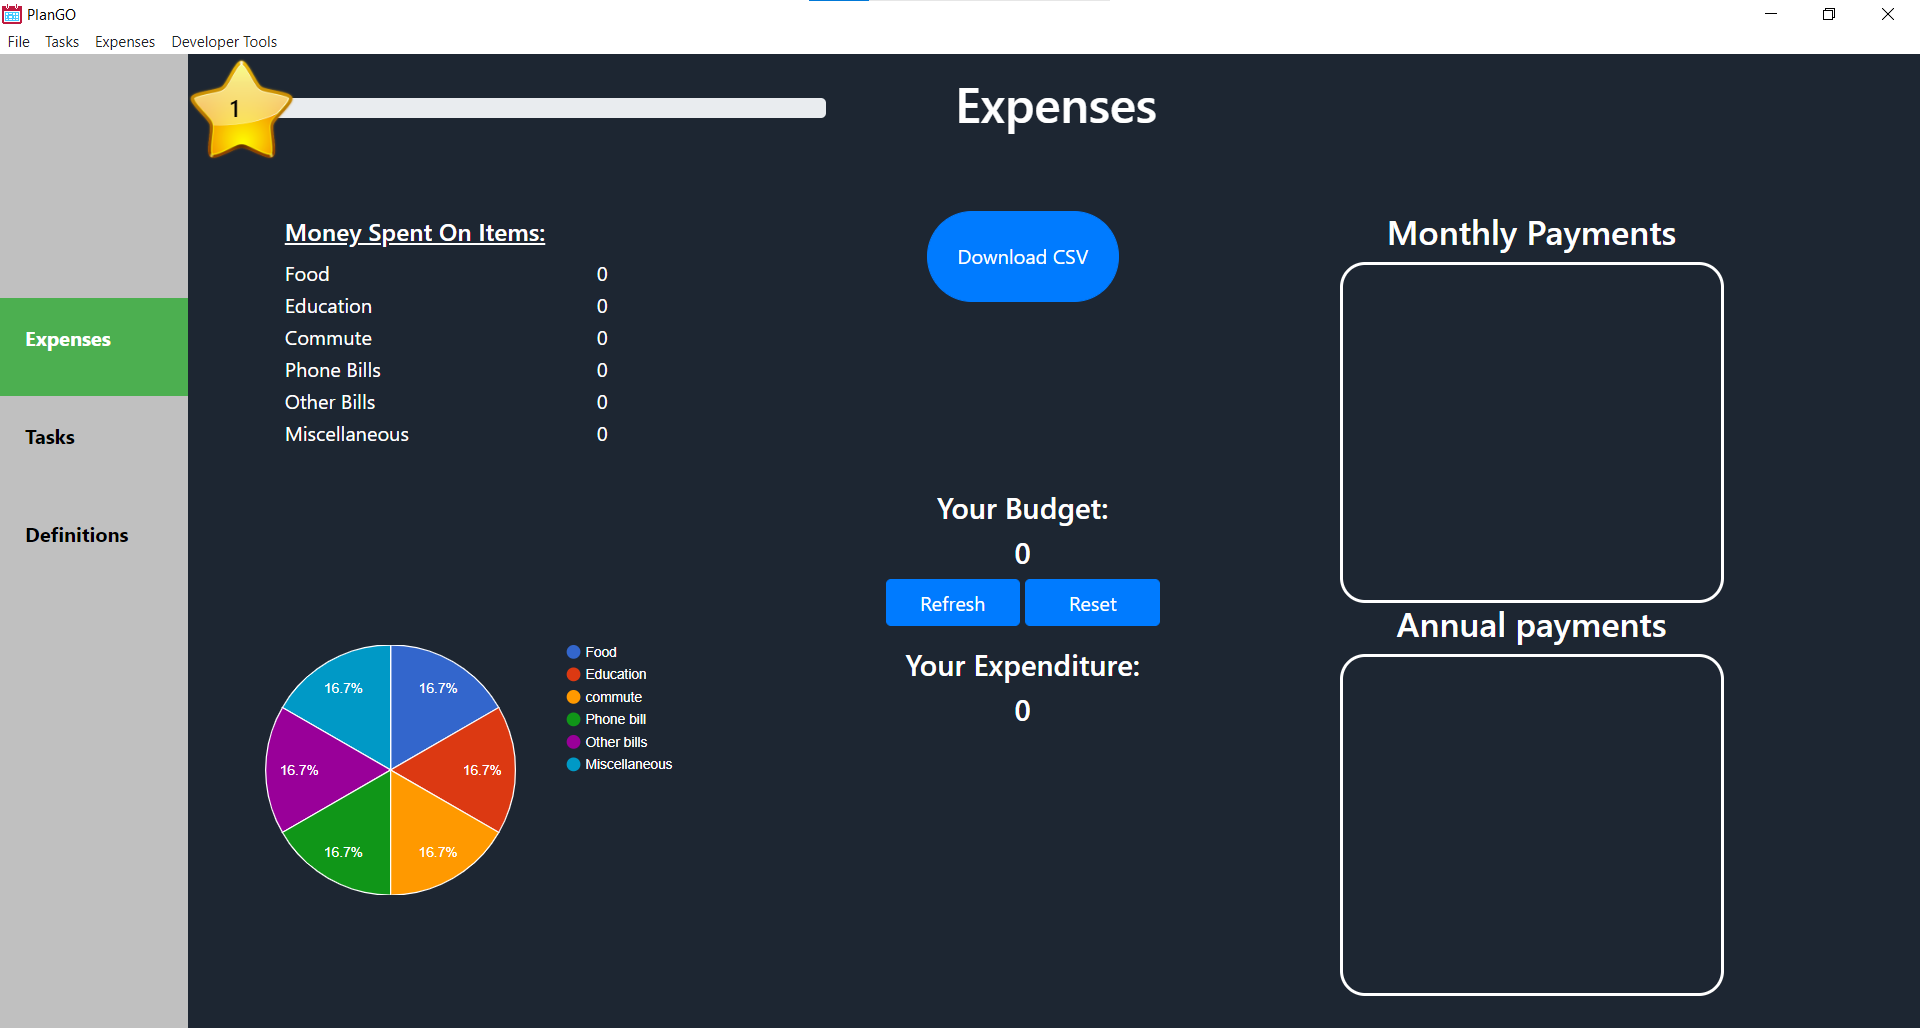 PlanGO
File Tasks Expenses Developer Tools
1
Expenses
Expenses
Tasks
Definitions
Money Spent On Items:
Food 0
Education 0
Commute 0
Phone Bills 0
Other Bills 0
Miscellaneous 0
16.7%
16.7%
16.7%
16.7%
16.7%
16.7%
Food
Education
commute
Phone bill
Other bills
Miscellaneous
Download CSV
Your Budget:
0
Refresh Reset
Your Expenditure:
0
Monthly Payments
Annual payments